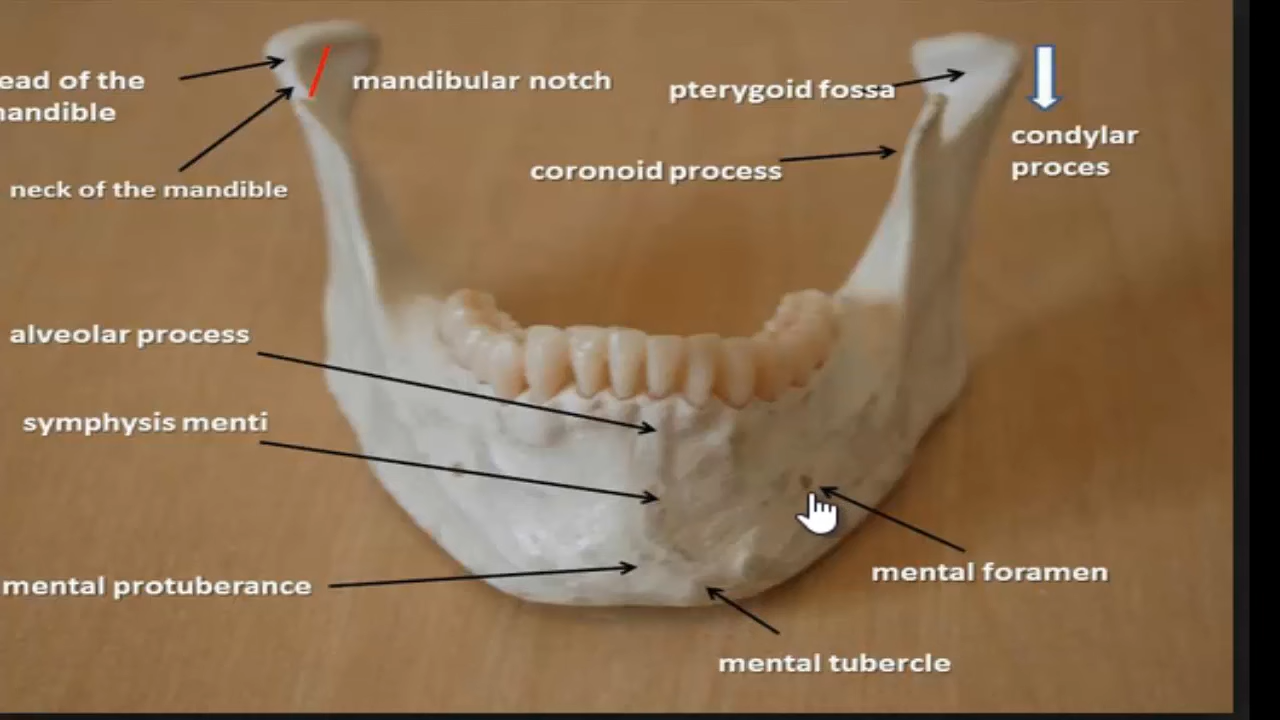 ead of the
andible
mandibular notch
pterygoid fossa
condylar
proces
coronoid process
neck of the mandible
alveolar process
symphysis menti
mental protuberance
mental foramen
mental tubercle